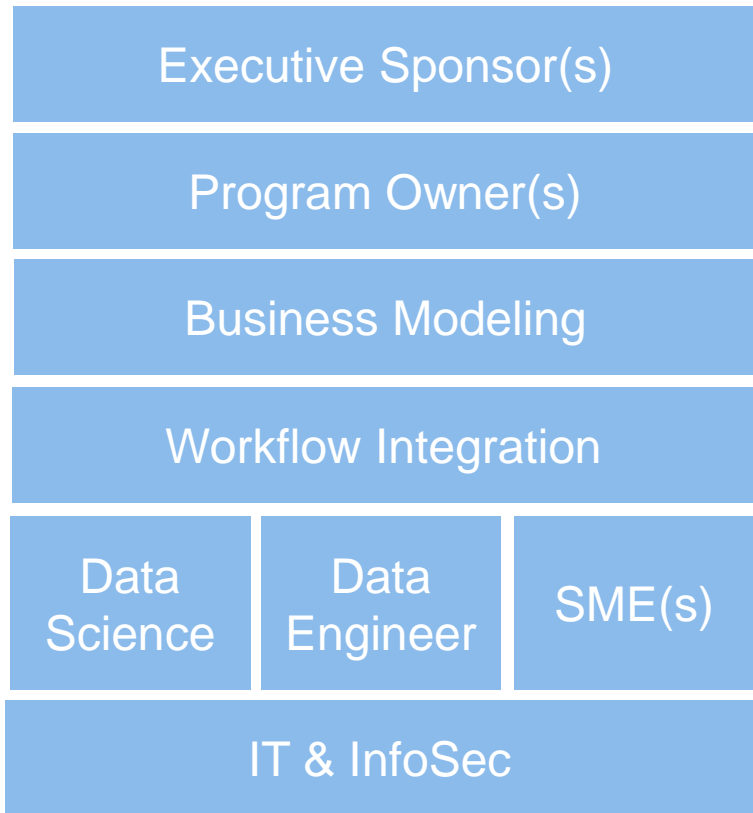 Executive Sponsor(s)
Program Owner(s)
Business Modeling
Workflow Integration
Data
Science
Data
Engineer
SME(s)
IT & InfoSec